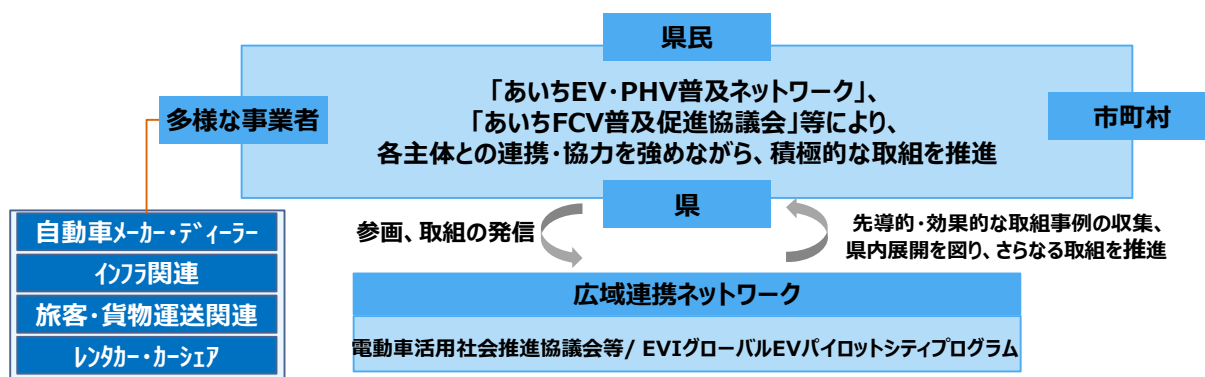 県民
「あいちEV・PHV普及ネットワーク」、
「あいちFCV普及促進協議会」等により、
各主体との連携・協力を強めながら、積極的な取組を推進
多様な事業者
市町村
県
自動車ﾒｰｶｰ・ﾃﾞｨｰﾗｰ
ｲﾝﾌﾗ関連
旅客・貨物運送関連
ﾚﾝﾀｶｰ・ｶｰｼｪｱ
参画、取組の発信
先導的・効果的な取組事例の収集、
県内展開を図り、さらなる取組を推進
広域連携ネットワーク
電動車活用社会推進協議会等/ EVIグローバルEVパイロットシティプログラム